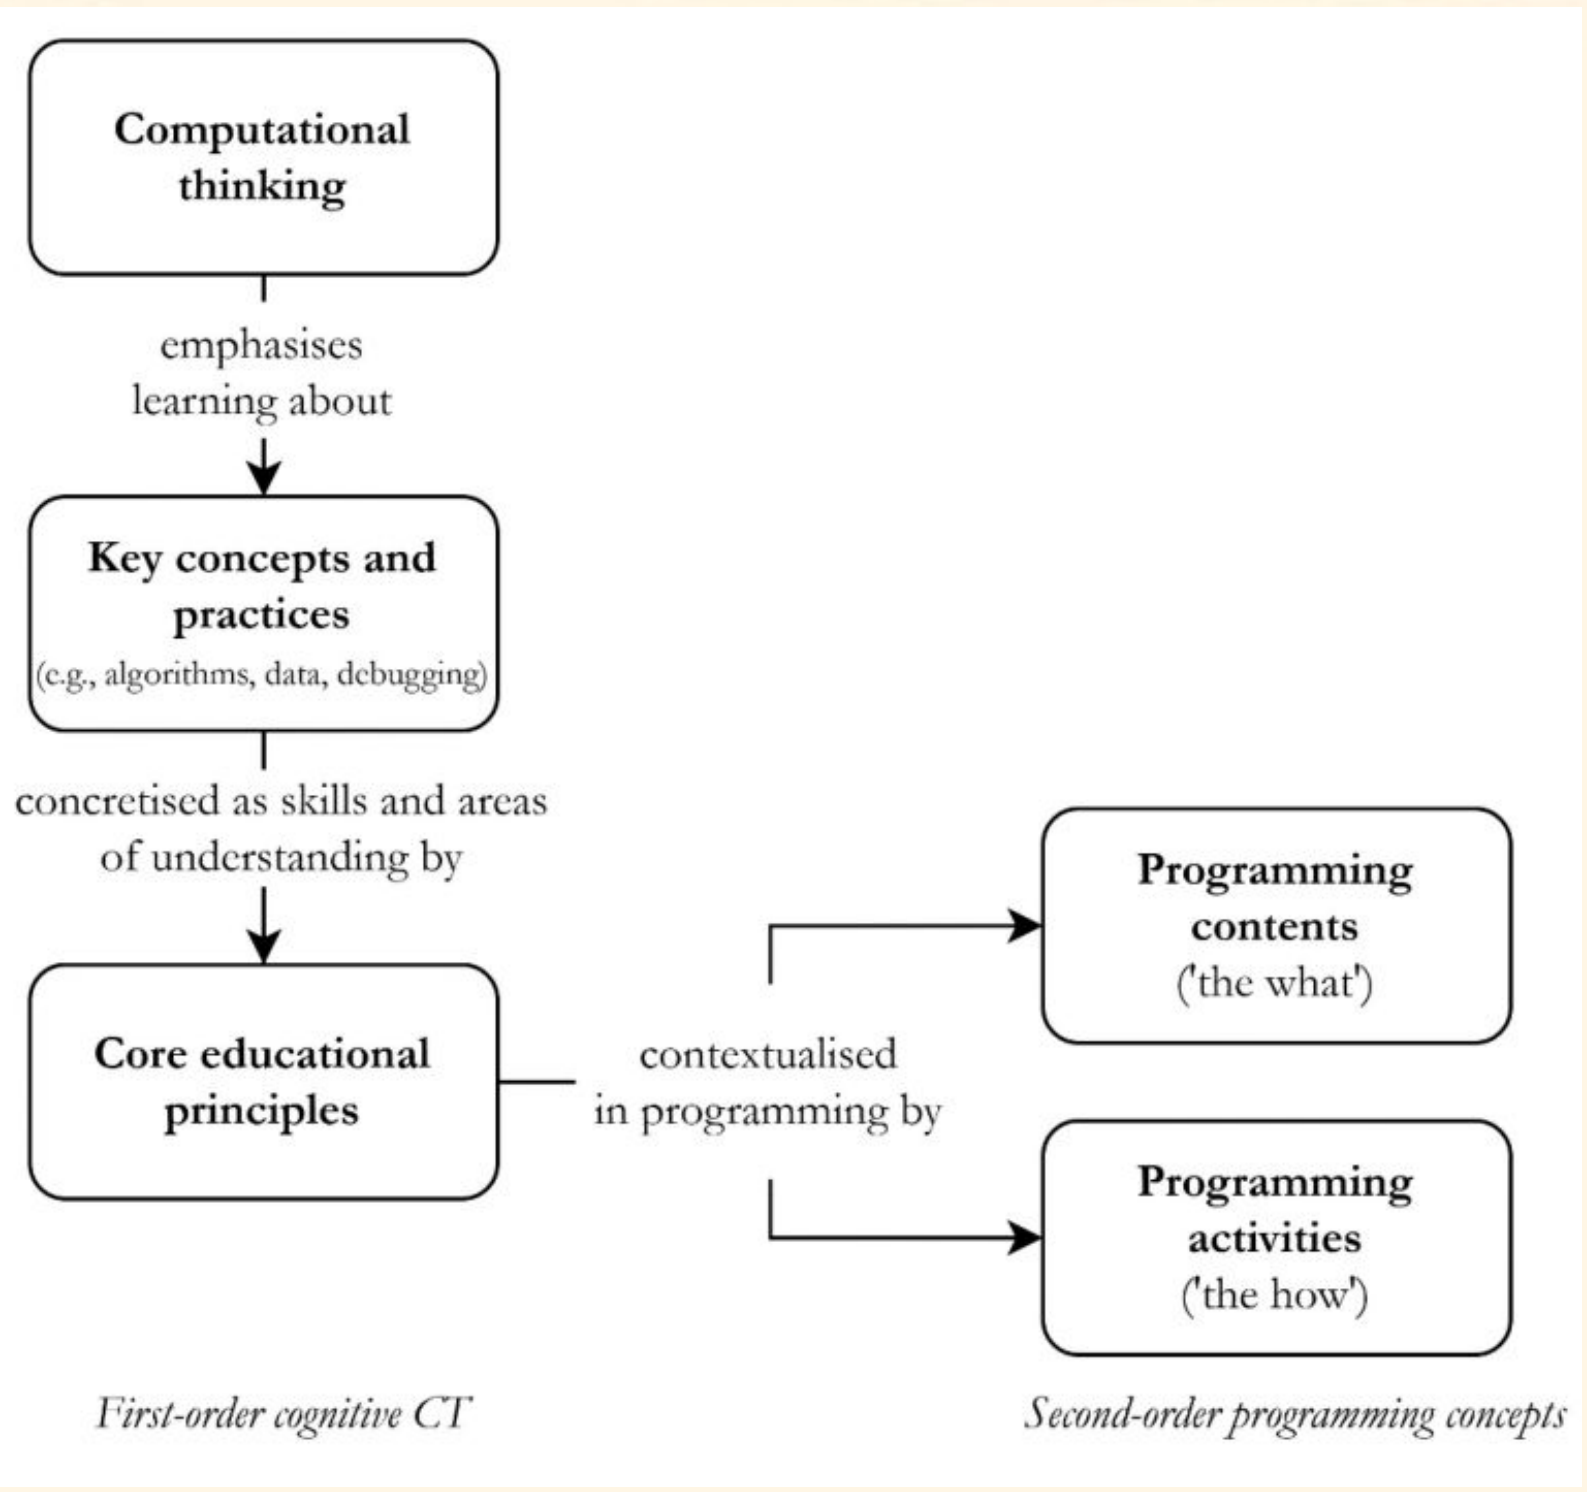 Computational
thinking
emphasises
learning about
Key concepts and
practices
(e.g., algorithms, data, debugging)
concretised as skills and areas
of understanding by
Core educational
principles
contextualised
in programming by
Programming
contents
('the what')
Programming
activities
('the how')
First-order cognitive CT
Second-order programming concepts